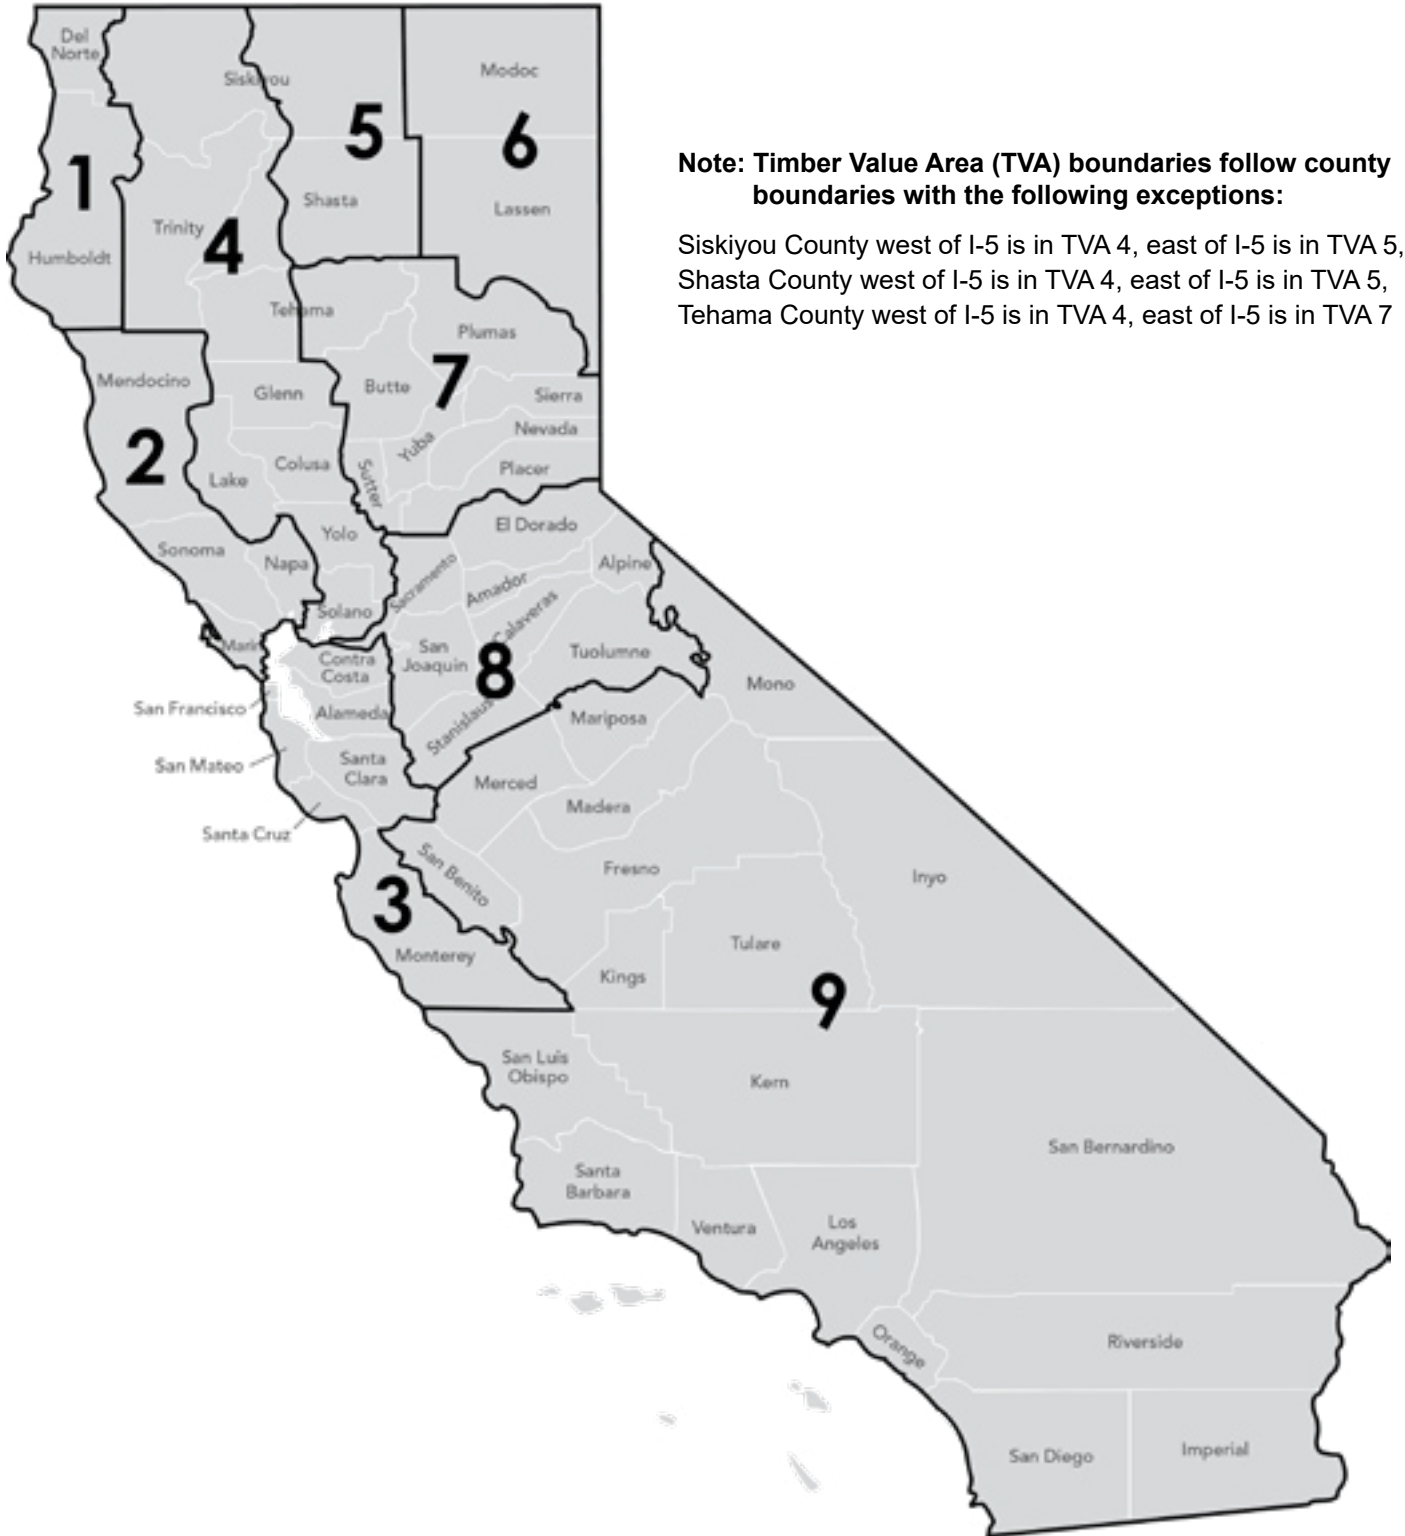 Del
Norte
Siskiyou
Modoc
5
6
1
Note: Timber Value Area (TVA) boundaries follow county
boundaries with the following exceptions:
Shasta
Lassen
Trinity
4
Siskiyou County west of I-5 is in TVA 4, east of I-5 is in TVA 5,
Humboldt
Shasta County west of I-5 is in TVA 4, east of I-5 is in TVA 5,
Tehama
Tehama County west of I-5 is in TVA 4, east of I-5 is in TVA 7
Plumas
Mendocino
Glenn
Butte
7
Sierra
2
Nevada
Yuba
Colusa
Sutter
Placer
Lake
El Dorado
Yolo
Sonoma
Napa
Sacramento
Alpine
Amador
Solano
Calaveras
Marin
San
Joaquin
Tuolumne
Contra
Costa
8
Mono
San Francisco
Alameda
Stanislaus
Mariposa
San Mateo
Santa
Clara
Merced
Madera
Santa Cruz
San Benito
Fresno
Inyo
3
Monterey
Tulare
Kings
9
San Luis
Obispo
Kern
San Bernardino
Santa
Barbara
Ventura
Los
Angeles
Orange
Riverside
San Diego
Imperial